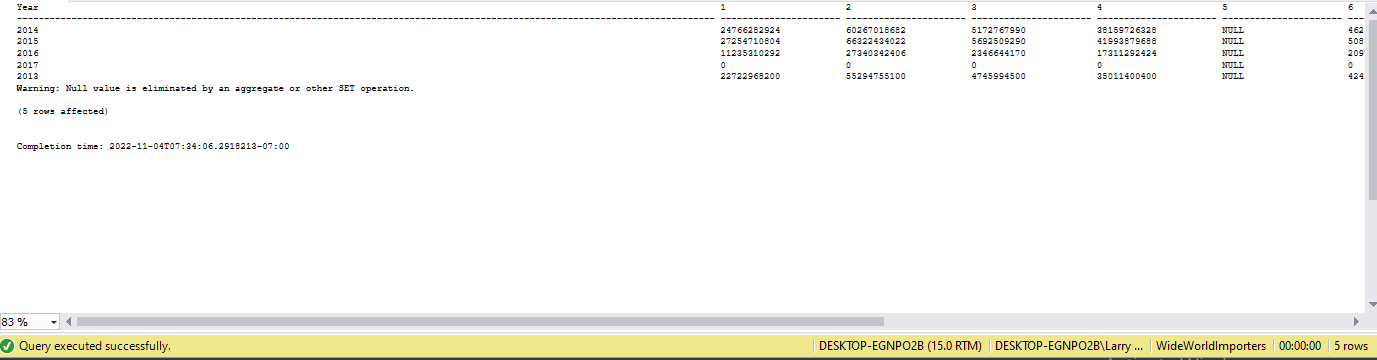 Year 1 2 3 4 5 6
2014 24766282924 60267018682 5172767990 38159726328 NULL 462
2015 27254710804 66322434022 5692509290 41993879688 NULL 508
2016 11235310292 27340342406 2346644170 17311292424 NULL 209
2017 0 0 0 0 NULL 0
2013 22722968200 55294755100 4745994500 35011400400 NULL 424
Warning: Null value is eliminated by an aggregate or other SET operation.
(5 rows affected)
Completion time: 2022-11-04T07:34:06.2918213-07:00
83 %
Query executed successfully. DESKTOP-EGNPO2B (15.0 RTM) DESKTOP-EGNPO2B\Larry ... WideWorldImporters 00:00:00 5 rows